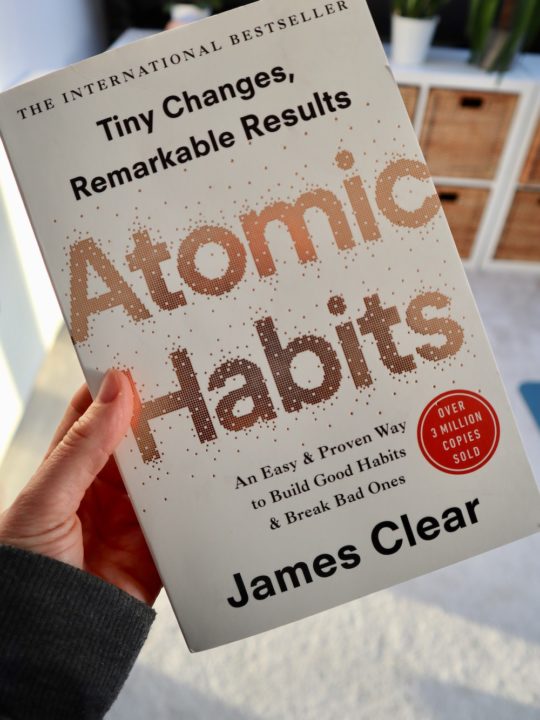 THE INTERNATIONAL BESTSELLER
Tiny Changes,
Remarkable Results
Atomic
Habits
An Easy & Proven Way
to Build Good Habits
& Break Bad Ones
OVER
3 MILLION
COPIES
SOLD
James Clear